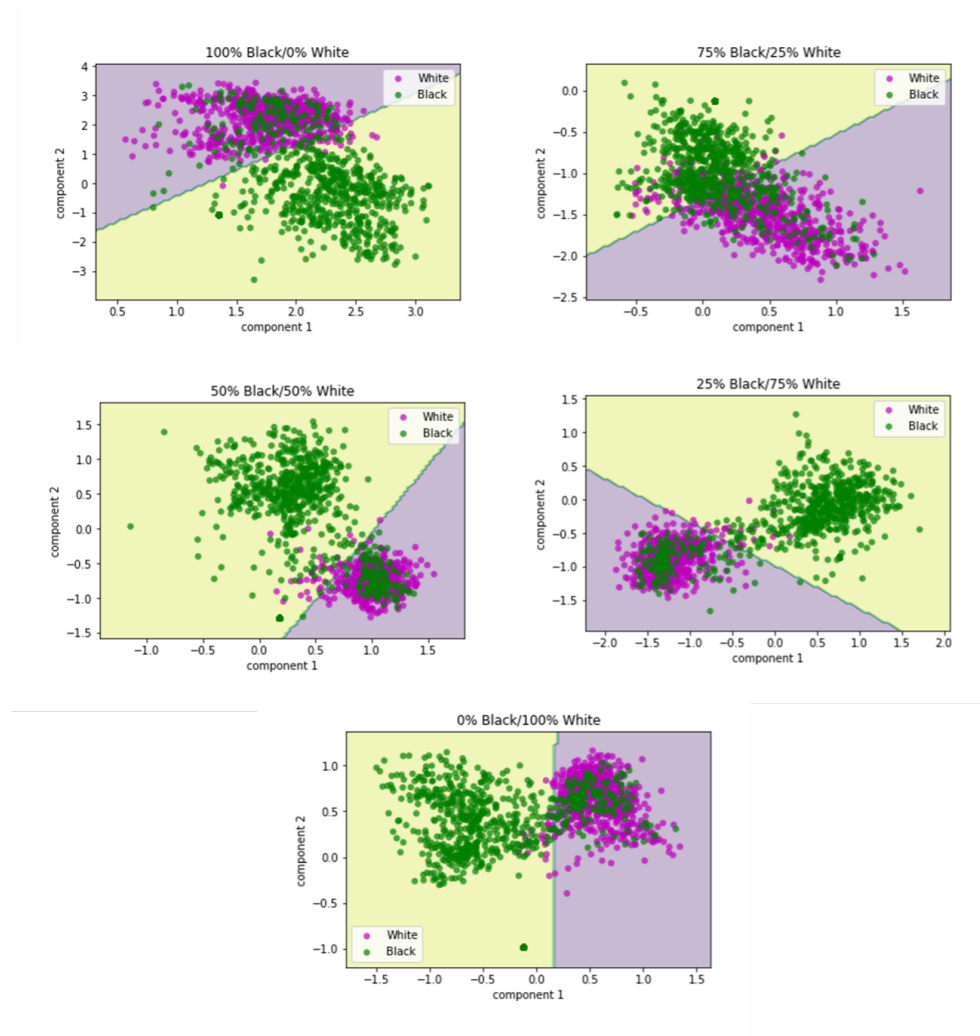 100% Black/0% White
4
3
2
1
0
−1
−2
−3
component 2
White
Black
0.5 1.0 1.5 2.0 2.5 3.0
component 1
75% Black/25% White
0.0
−0.5
−1.0
−1.5
−2.0
−2.5
component 2
White
Black
−0.5 0.0 0.5 1.0 1.5
component 1
50% Black/50% White
1.5
1.0
0.5
0.0
−0.5
−1.0
−1.5
component 2
White
Black
−1.0 −0.5 0.0 0.5 1.0 1.5
component 1
25% Black/75% White
1.5
1.0
0.5
0.0
−0.5
−1.0
−1.5
component 2
White
Black
−2.0 −1.5 −1.0 −0.5 0.0 0.5 1.0 1.5 2.0
component 1
0% Black/100% White
1.0
0.5
0.0
−0.5
−1.0
component 2
White
Black
−1.5 −1.0 −0.5 0.0 0.5 1.0 1.5
component 1